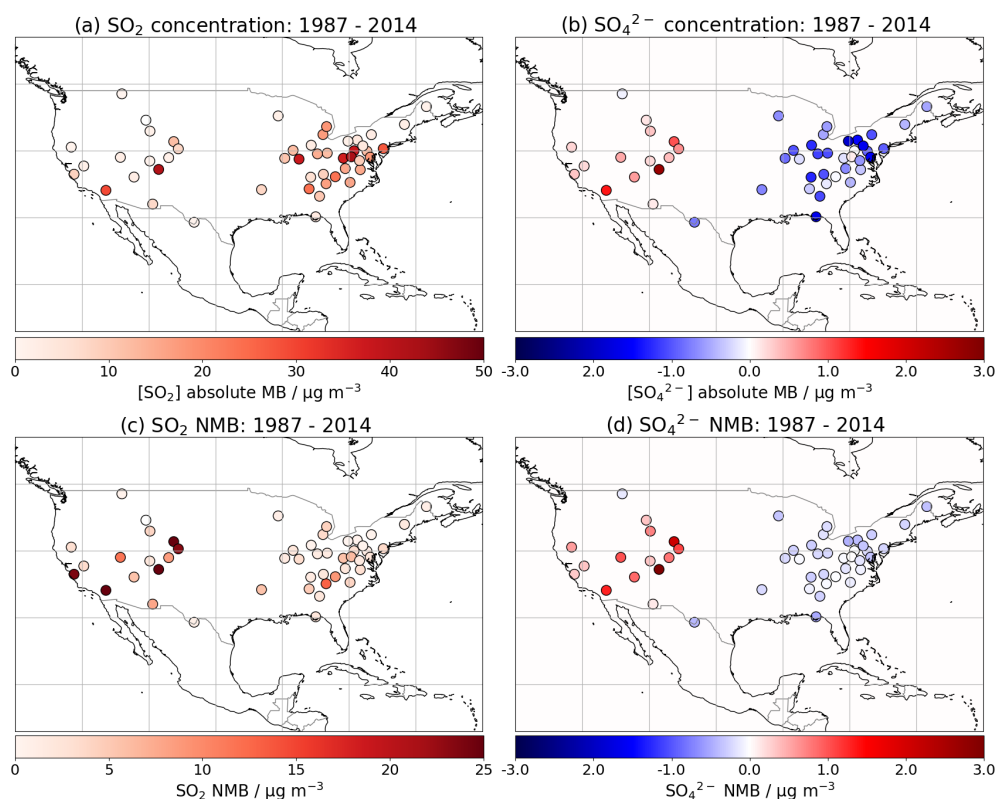 (a) SO₂ concentration: 1987 - 2014
(b) SO₄²⁻ concentration: 1987 - 2014
0 10 20 30 40 50
-3.0 2.0 -1.0 0.0 1.0 2.0 3.0
[SO₂] absolute MB / μg m⁻³
[SO₄²⁻] absolute MB / μg m⁻³
(c) SO₂ NMB: 1987 - 2014
(d) SO₄²⁻ NMB: 1987 - 2014
0 5 10 15 20 25
-3.0 2.0 -1.0 0.0 1.0 2.0 3.0
SO₂ NMB / μg m⁻³
SO₄²⁻ NMB / μg m⁻³